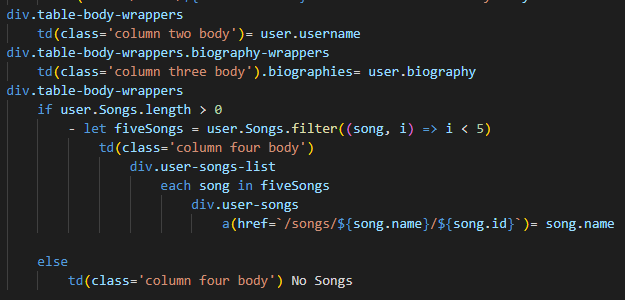 div.table-body-wrappers
    td(class='column two body')= user.username
div.table-body-wrappers.biography-wrappers
    td(class='column three body').biographies= user.biography
div.table-body-wrappers
    if user.Songs.length > 0
        - let fiveSongs = user.Songs.filter((song, i) => i < 5)
            td(class='column four body')
                div.user-songs-list
                    each song in fiveSongs
                        div.user-songs
                            a(href=`/songs/${song.name}/${song.id}`)= song.name
    else
        td(class='column four body') No Songs